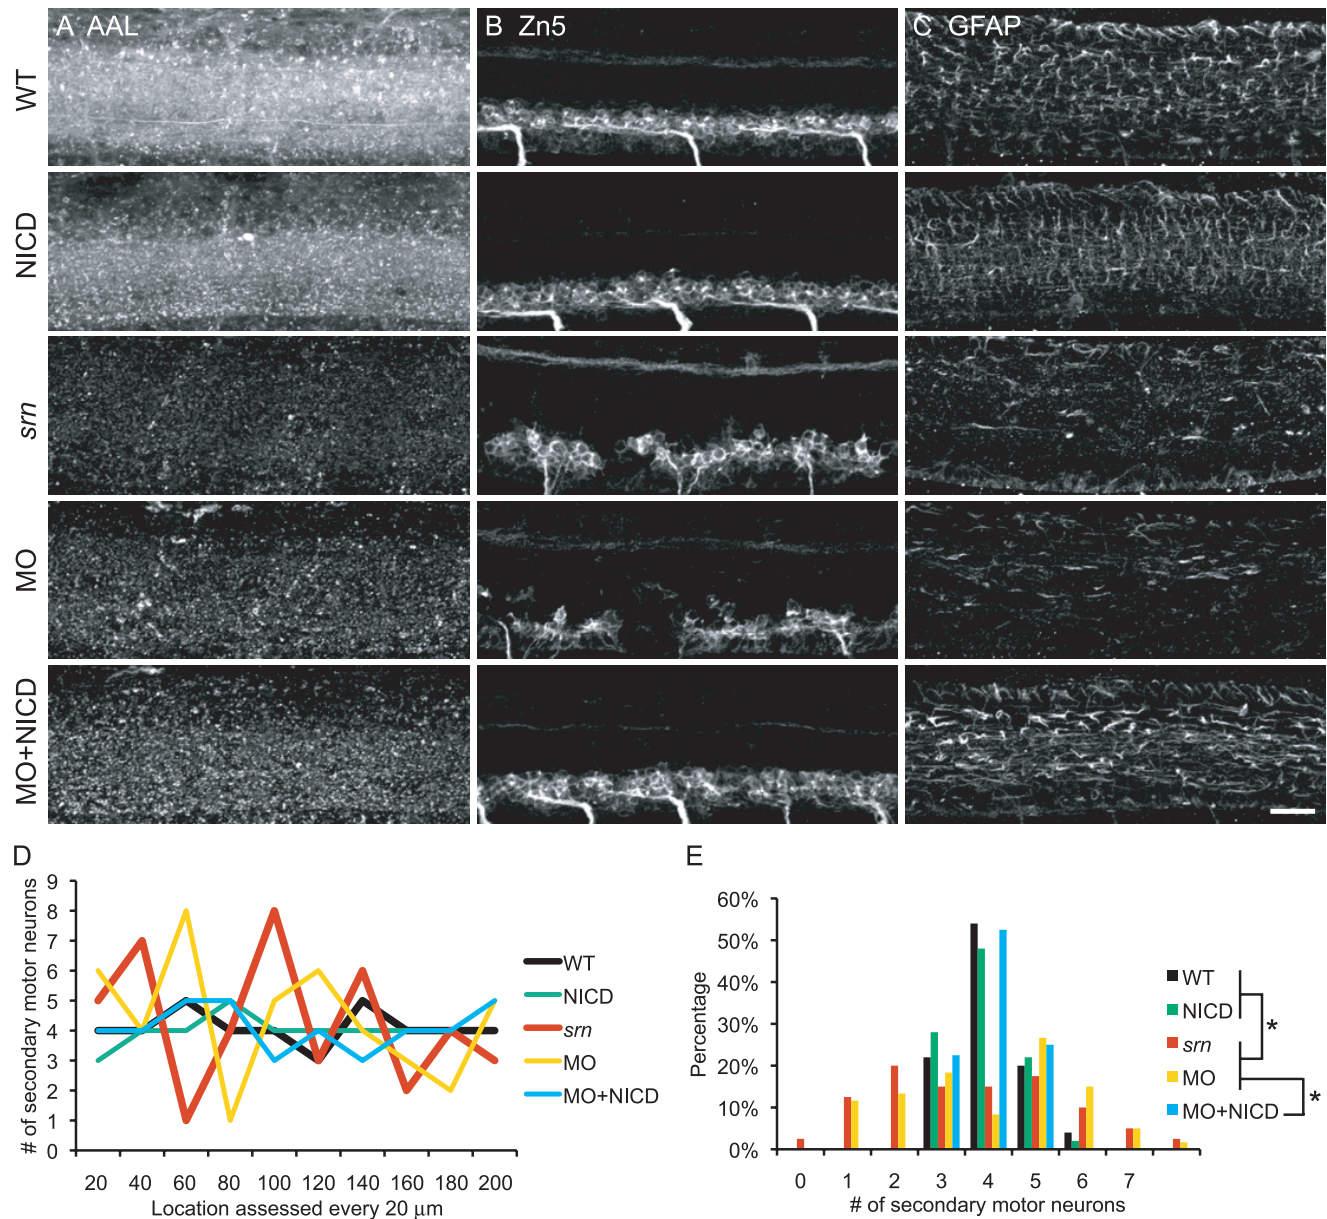 A AAL
B Zn5
C GFAP
WT
NICD
srn
MO
MO+NICD
D
# of secondary motor neurons
9
8
7
6
5
4
3
2
1
0
20 40 60 80 100 120 140 160 180 200
Location assessed every 20 µm
WT
NICD
srn
MO
MO+NICD
E
Percentage
60%
50%
40%
30%
20%
10%
0%
0 1 2 3 4 5 6 7
# of secondary motor neurons
WT
NICD
srn
MO
MO+NICD
*
*